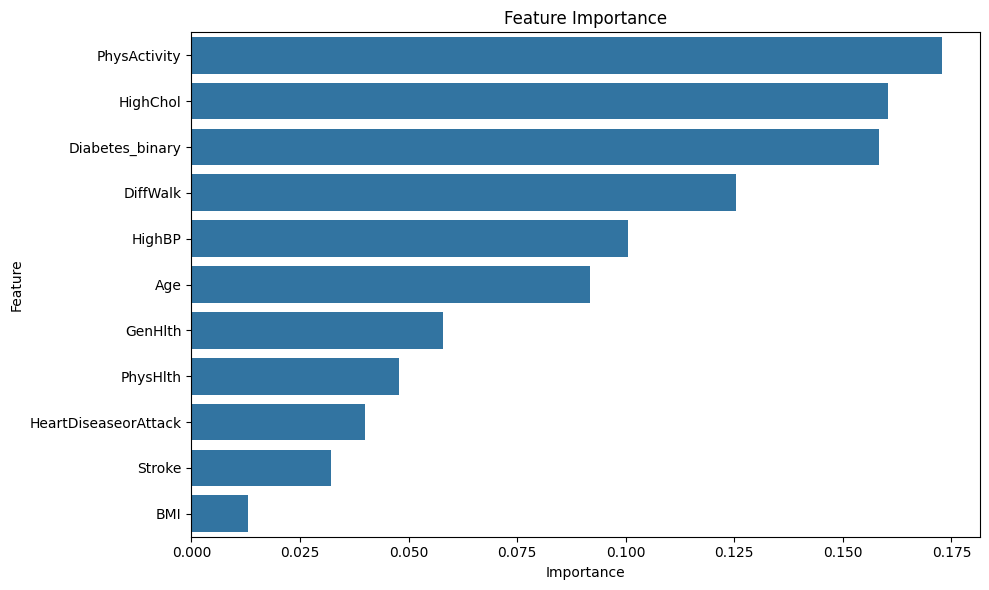 Feature Importance
PhysActivity
HighChol
Diabetes_binary
DiffWalk
HighBP
Age
GenHlth
PhysHlth
HeartDiseaseorAttack
Stroke
BMI
Feature
0.000 0.025 0.050 0.075 0.100 0.125 0.150 0.175
Importance